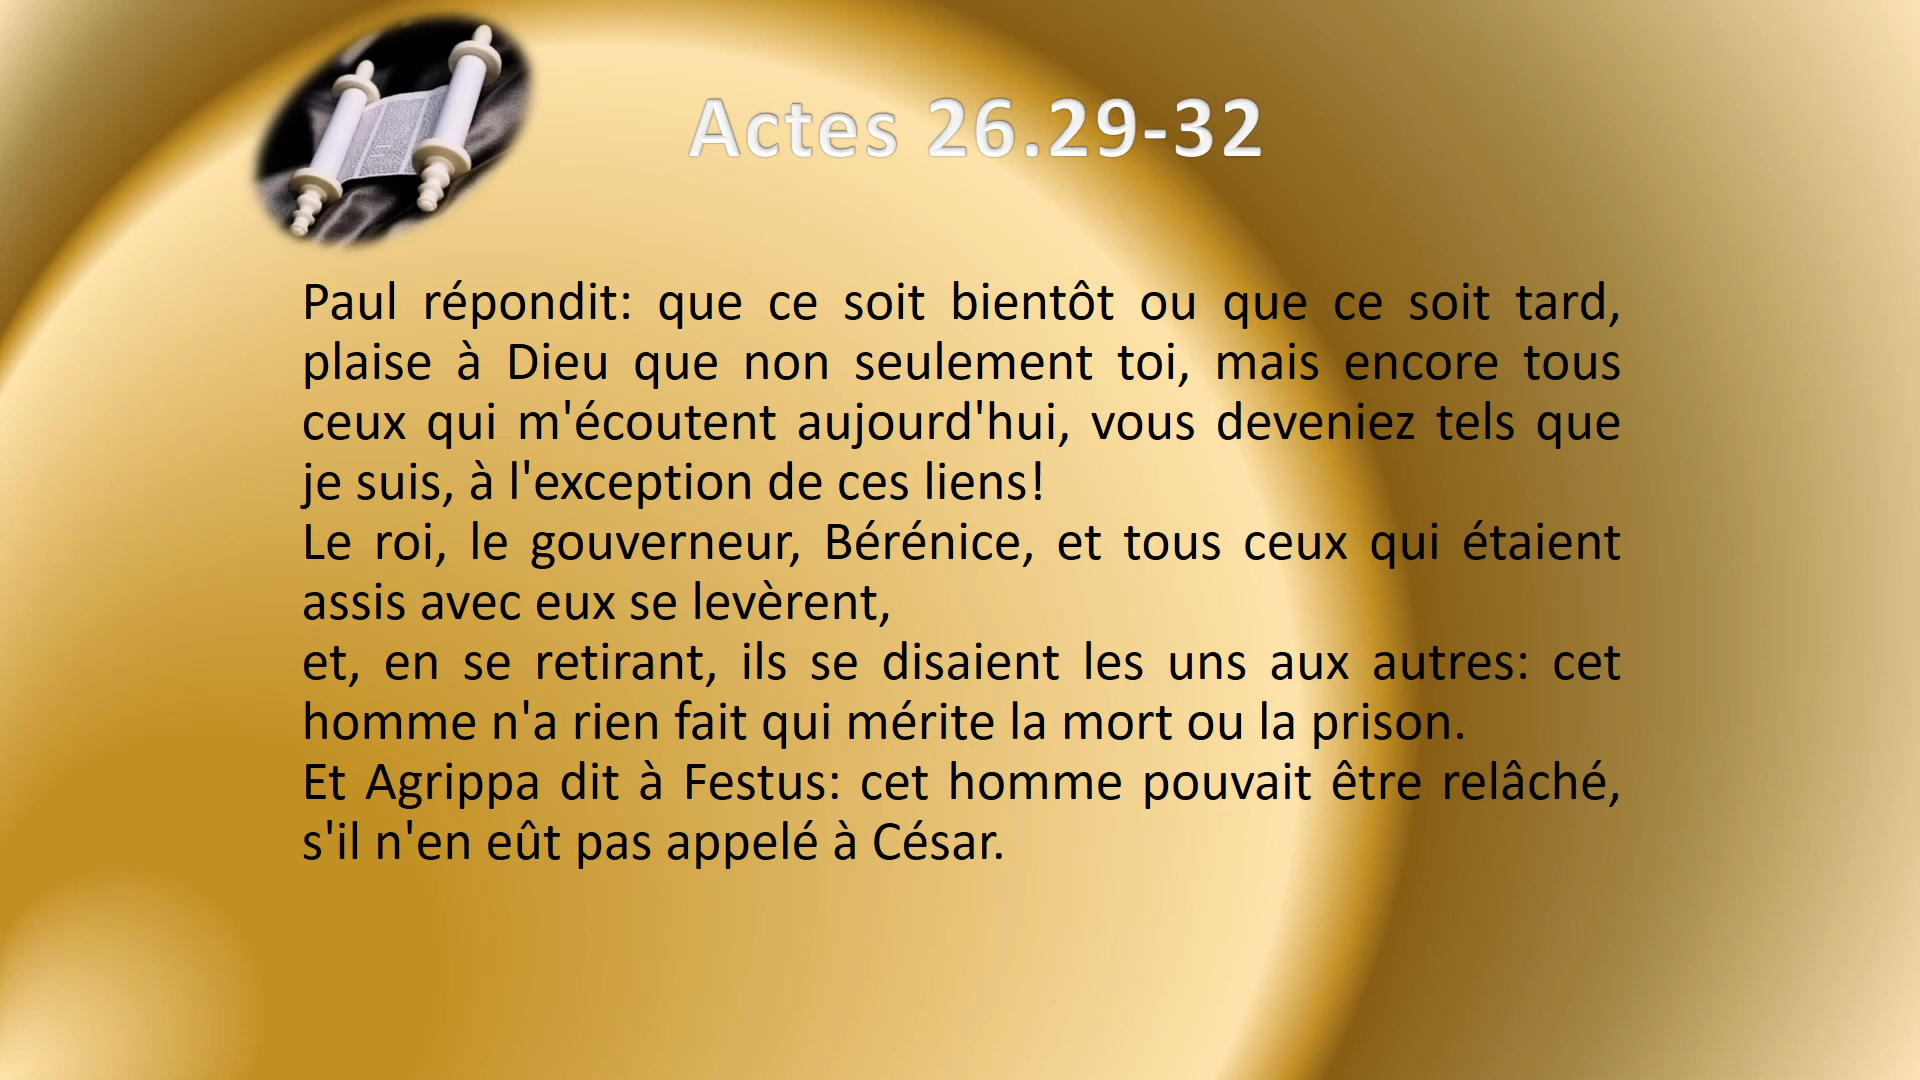 Actes 26.29-32
Paul répondit: que ce soit bientôt ou que ce soit tard,
plaise à Dieu que non seulement toi, mais encore tous
ceux qui m'écoutent aujourd'hui, vous deveniez tels que
je suis, à l'exception de ces liens!
Le roi, le gouverneur, Bérénice, et tous ceux qui étaient
assis avec eux se levèrent,
et, en se retirant, ils se disaient les uns aux autres: cet
homme n'a rien fait qui mérite la mort ou la prison.
Et Agrippa dit à Festus: cet homme pouvait être relâché,
s'il n'en eût pas appelé à César.